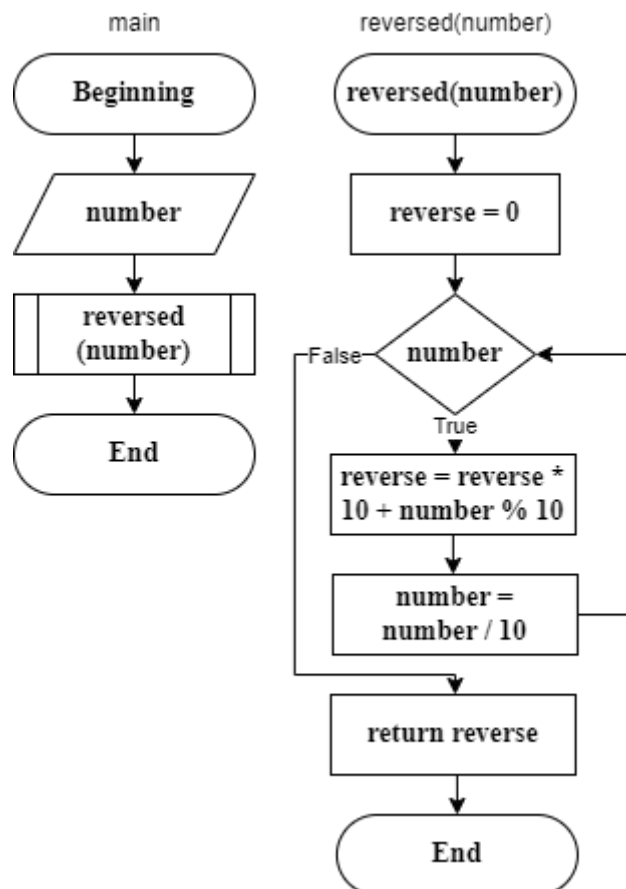 main
Beginning
number
reversed
(number)
End
reversed(number)
reversed(number)
reverse = 0
number
False
True
reverse = reverse *
10 + number % 10
number =
number / 10
return reverse
End